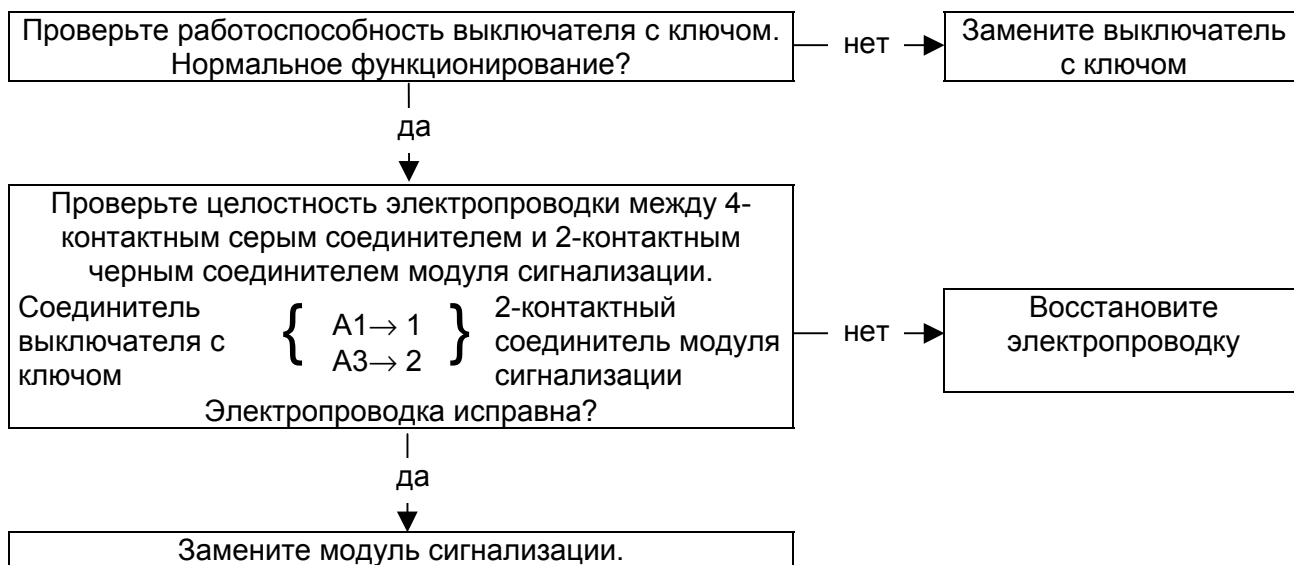 Проверьте работоспособность выключателя с ключом.
Нормальное функционирование?
нет
Замените выключатель
с ключом
да
Проверьте целостность электропроводки между 4-
контактным серым соединителем и 2-контактным
черным соединителем модуля сигнализации.
Соединитель
выключателя с
ключом
{ А1→ 1
А3→ 2 }
2-контактный
соединитель модуля
сигнализации
Электропроводка исправна?
нет
Восстановите
электропроводку
да
Замените модуль сигнализации.